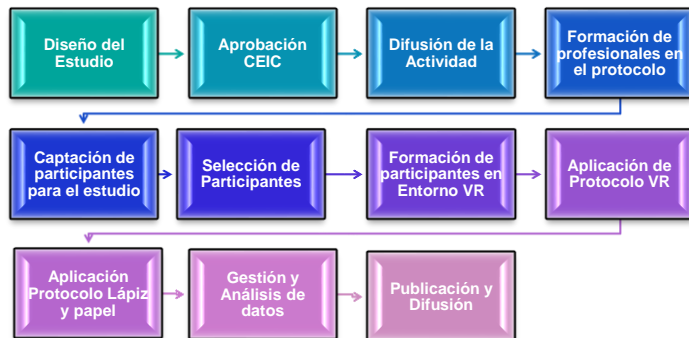 Diseño del
Estudio
Aprobación
CEIC
Difusión de la
Actividad
Formación de
profesionales en
el protocolo
Captación de
participantes
para el estudio
Selección de
Participantes
Formación de
participantes en
Entorno VR
Aplicación de
Protocolo VR
Aplicación
Protocolo Lápiz
y papel
Gestión y
Análisis de
datos
Publicación y
Difusión